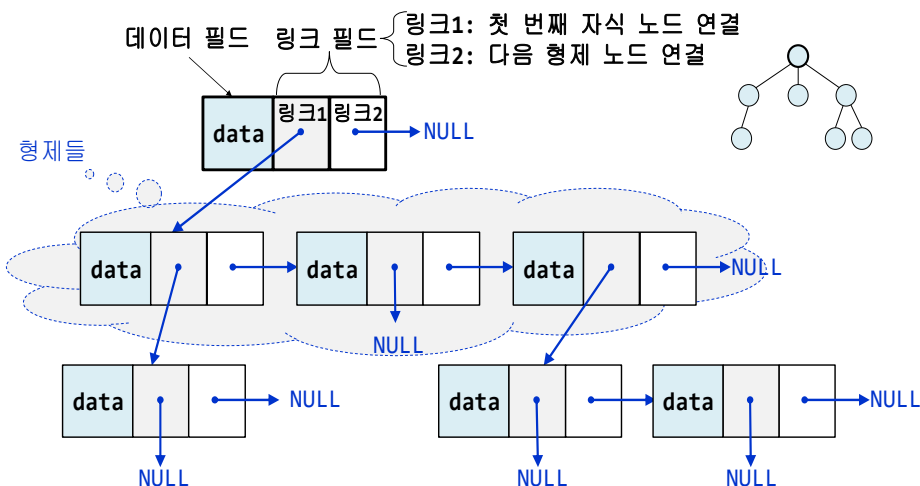 링크1: 첫 번째 자식 노드 연결
데이터 필드 링크 필드
링크2: 다음 형제 노드 연결
data 링크1 링크2 NULL
형제들
data data data NULL
NULL
data NULL data data NULL
NULL NULL NULL